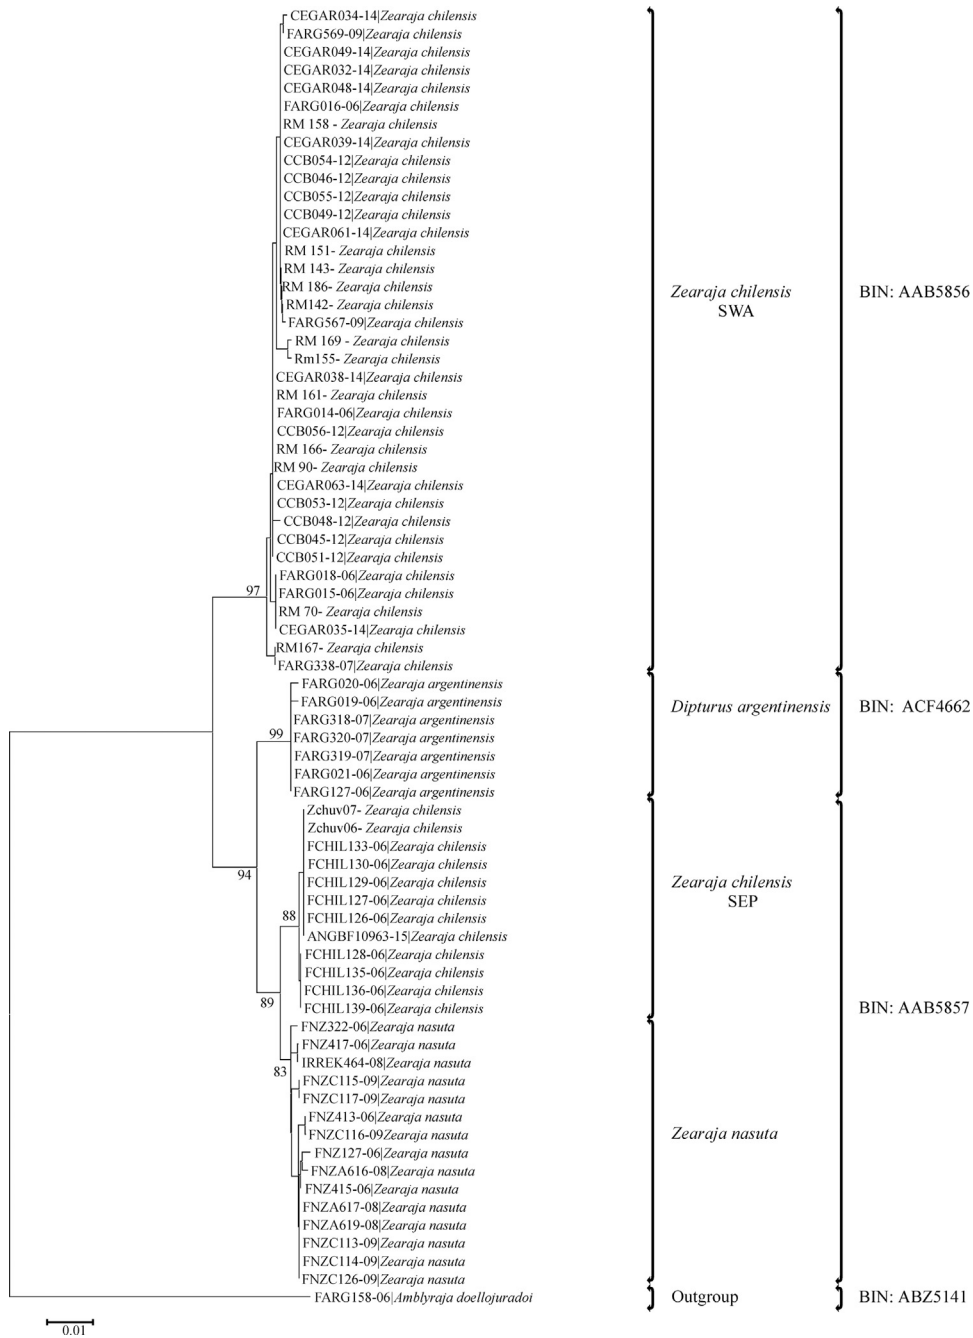 CEGAR034-14|Zearaja chilensis
FARG569-09|Zearaja chilensis
CEGAR049-14|Zearaja chilensis
CEGAR032-14|Zearaja chilensis
CEGAR048-14|Zearaja chilensis
FARG016-06|Zearaja chilensis
RM 158 - Zearaja chilensis
CEGAR039-14|Zearaja chilensis
CCB054-12|Zearaja chilensis
CCB046-12|Zearaja chilensis
CCB055-12|Zearaja chilensis
CCB049-12|Zearaja chilensis
CEGAR061-14|Zearaja chilensis
RM 151- Zearaja chilensis
RM 143- Zearaja chilensis
RM 186- Zearaja chilensis
RM142- Zearaja chilensis
FARG567-09|Zearaja chilensis
RM 169 - Zearaja chilensis
Rm155- Zearaja chilensis
CEGAR038-14|Zearaja chilensis
RM 161- Zearaja chilensis
FARG014-06|Zearaja chilensis
CCB056-12|Zearaja chilensis
RM 166- Zearaja chilensis
RM 90- Zearaja chilensis
CEGAR063-14|Zearaja chilensis
CCB053-12|Zearaja chilensis
CCB048-12|Zearaja chilensis
CCB045-12|Zearaja chilensis
CCB051-12|Zearaja chilensis
FARG018-06|Zearaja chilensis
FARG015-06|Zearaja chilensis
RM 70- Zearaja chilensis
CEGAR035-14|Zearaja chilensis
RM167- Zearaja chilensis
FARG338-07|Zearaja chilensis
FARG020-06|Zearaja argentinensis
FARG019-06|Zearaja argentinensis
FARG318-07|Zearaja argentinensis
FARG320-07|Zearaja argentinensis
FARG319-07|Zearaja argentinensis
FARG021-06|Zearaja argentinensis
FARG127-06|Zearaja argentinensis
Zchuv07- Zearaja chilensis
Zchuv06- Zearaja chilensis
FCHIL133-06|Zearaja chilensis
FCHIL130-06|Zearaja chilensis
FCHIL129-06|Zearaja chilensis
FCHIL127-06|Zearaja chilensis
FCHIL126-06|Zearaja chilensis
ANGBF10963-15|Zearaja chilensis
FCHIL128-06|Zearaja chilensis
FCHIL135-06|Zearaja chilensis
FCHIL136-06|Zearaja chilensis
FCHIL139-06|Zearaja chilensis
FNZ322-06|Zearaja nasuta
FNZ417-06|Zearaja nasuta
IRREK464-08|Zearaja nasuta
FNZC115-09|Zearaja nasuta
FNZC117-09|Zearaja nasuta
FNZ413-06|Zearaja nasuta
FNZC116-09Zearaja nasuta
FNZ127-06|Zearaja nasuta
FNZA616-08|Zearaja nasuta
FNZ415-06|Zearaja nasuta
FNZA617-08|Zearaja nasuta
FNZA619-08|Zearaja nasuta
FNZC113-09|Zearaja nasuta
FNZC114-09|Zearaja nasuta
FNZC126-09|Zearaja nasuta
FARG158-06|Amblyraja doellojuradoi
97
99
94
88
89
83
0.01
Zearaja chilensis
SWA
Dipturus argentinensis
Zearaja chilensis
SEP
Zearaja nasuta
Outgroup
BIN: AAB5856
BIN: ACF4662
BIN: AAB5857
BIN: ABZ5141